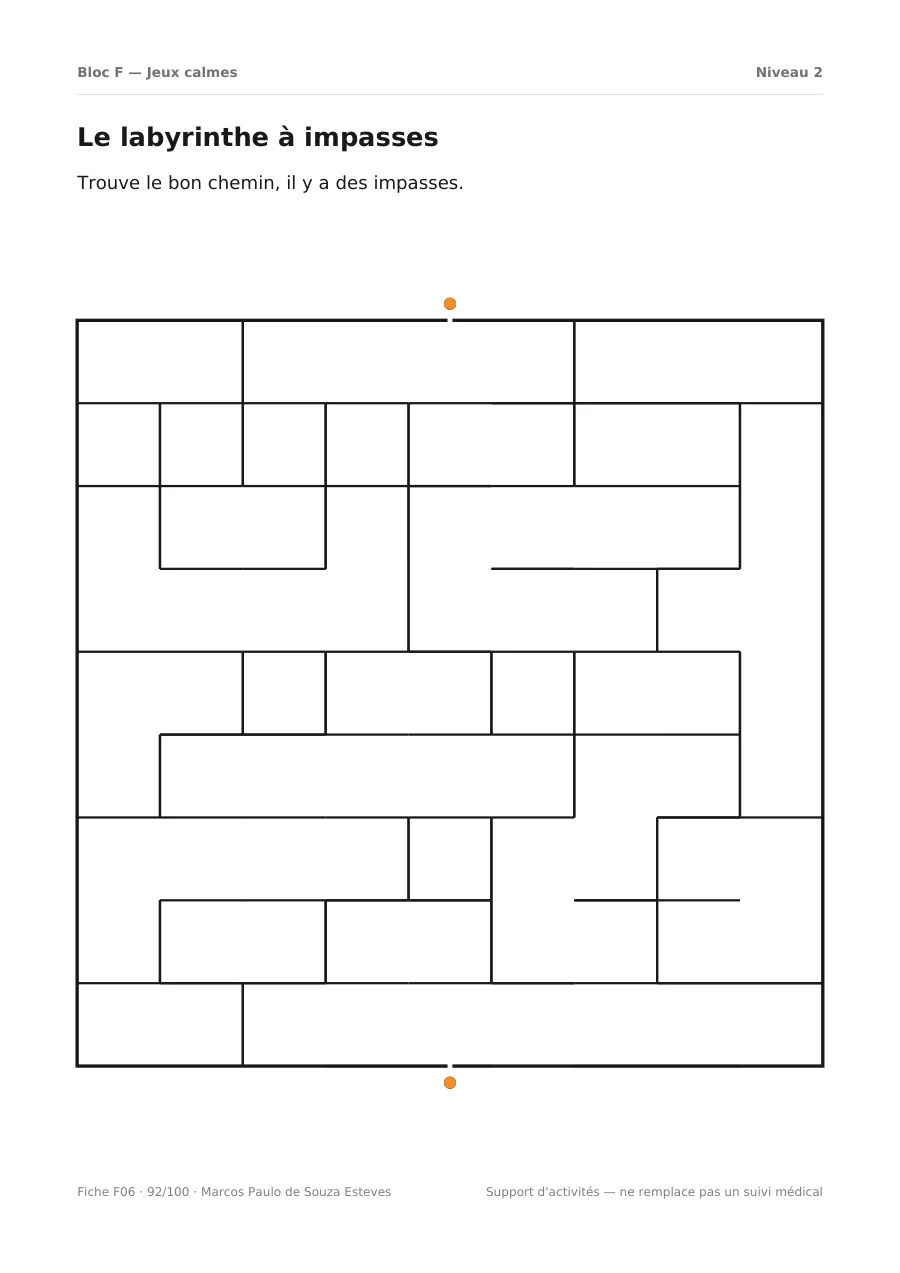 Bloc F — Jeux calmes
Niveau 2
Le labyrinthe à impasses
Trouve le bon chemin, il y a des impasses.
Fiche F06 · 92/100 · Marcos Paulo de Souza Esteves
Support d'activités — ne remplace pas un suivi médical